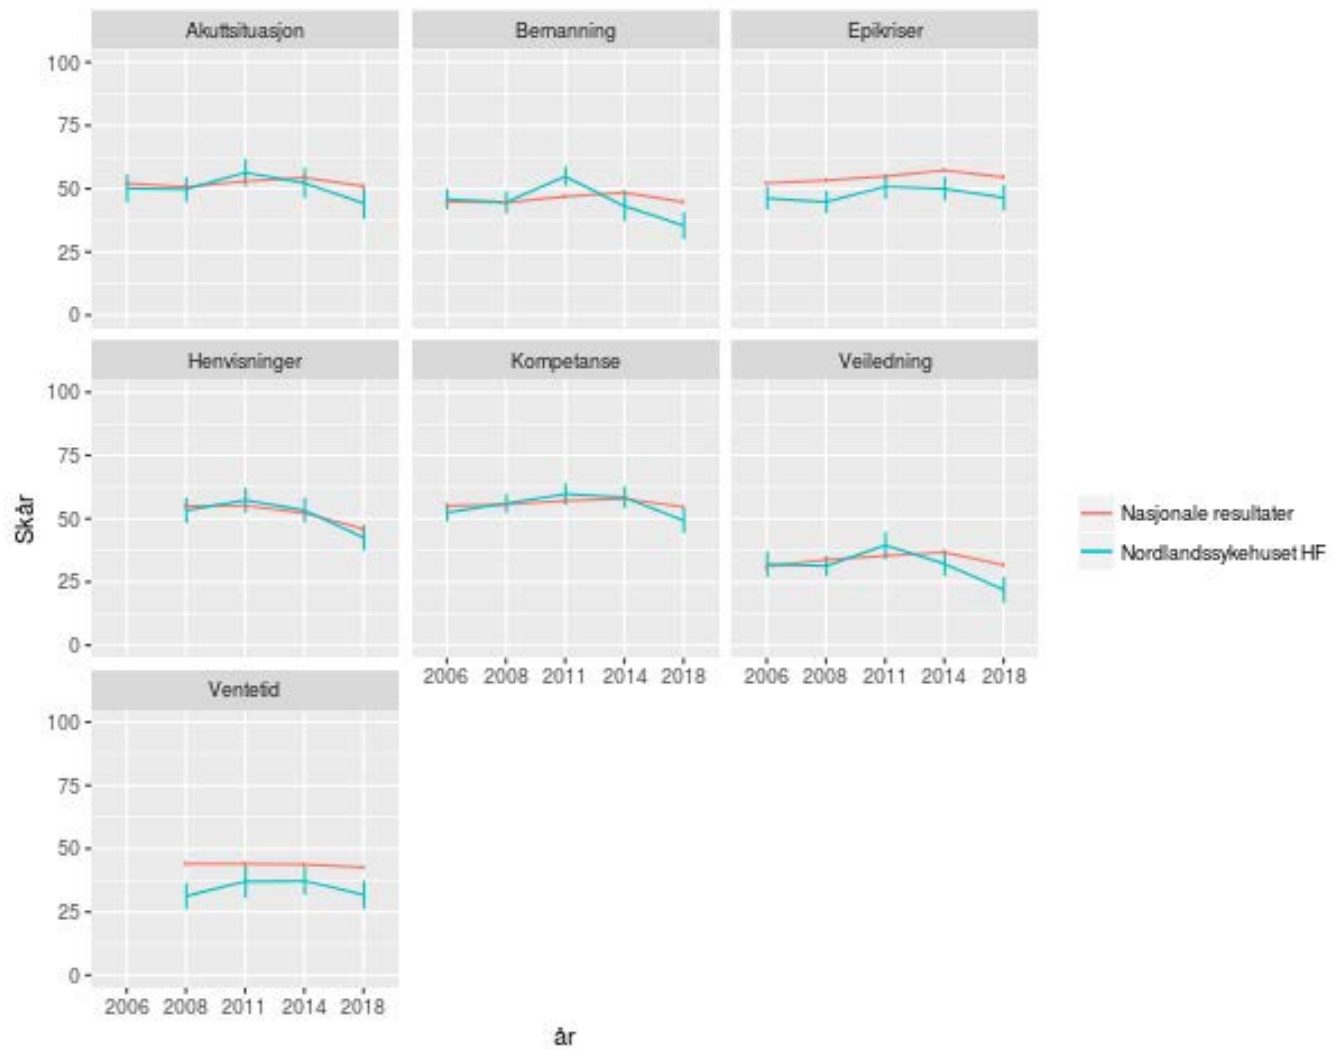 Akuttsituasjon Bemanning Epikriser
100
75
50
25
0
Henvisninger Kompetanse Veiledning
100
75
50
25
0
2006 2008 2011 2014 2018 2006 2008 2011 2014 2018
Ventetid
100
75
50
25
0
2006 2008 2011 2014 2018
år
Skår
Nasjonale resultater
Nordlandssykehuset HF